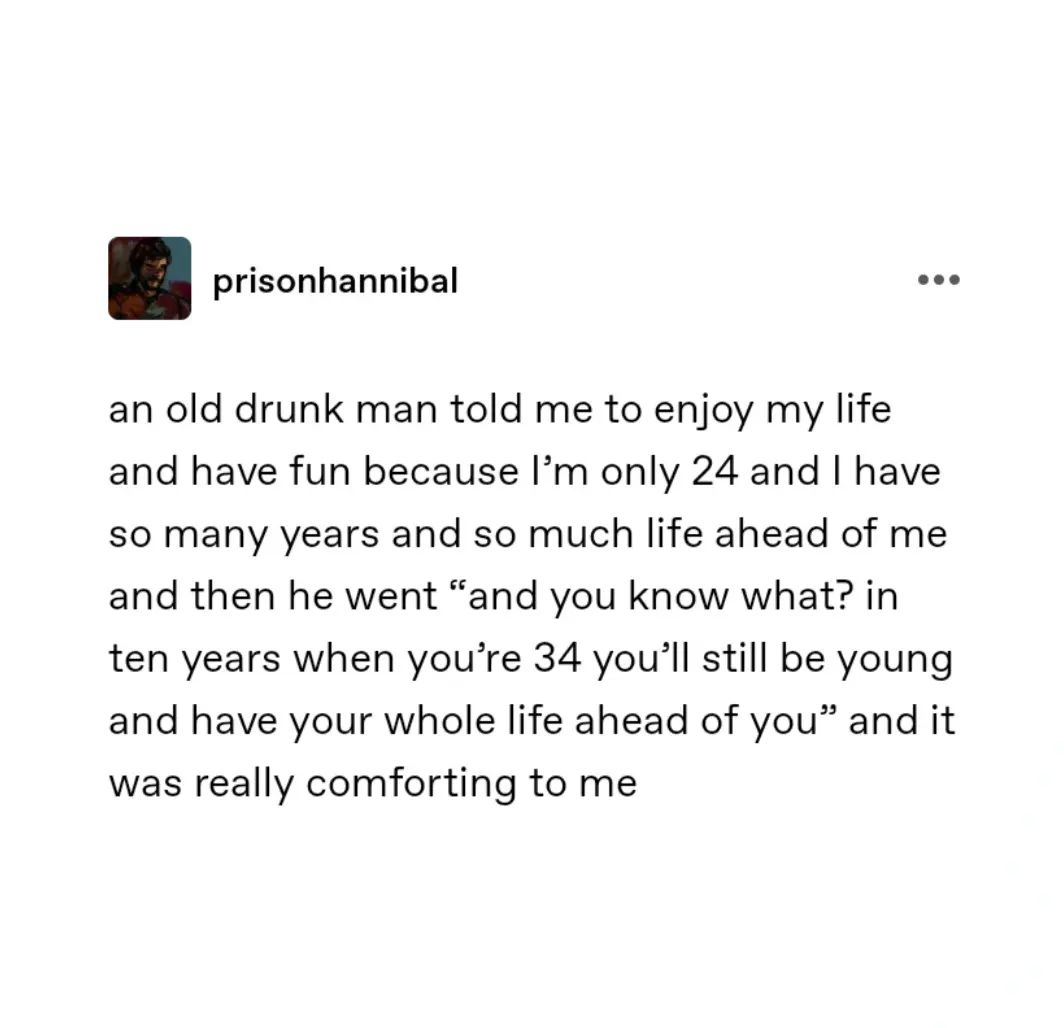 prisonhannibal
an old drunk man told me to enjoy my life
and have fun because I’m only 24 and I have
so many years and so much life ahead of me
and then he went “and you know what? in
ten years when you’re 34 you’ll still be young
and have your whole life ahead of you” and it
was really comforting to me